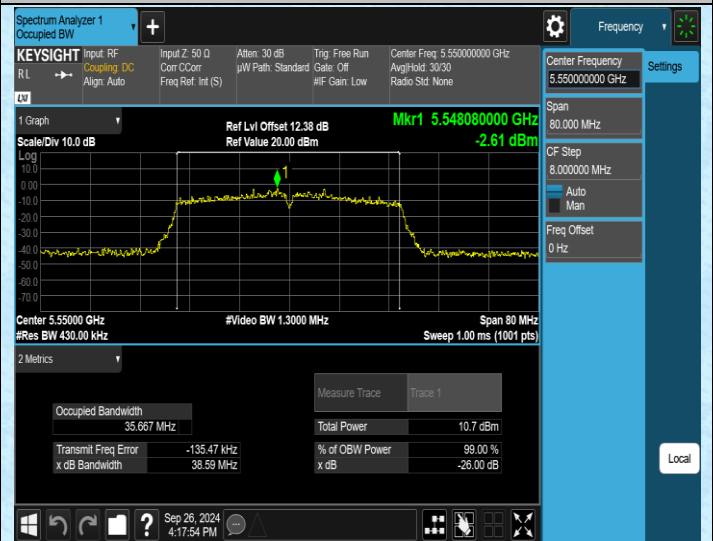 Spectrum Analyzer 1
Occupied BW
+
Frequency
KEYSIGHT
RL
LXI
Input: RF
Coupling: DC
Align: Auto
Input Z: 50 Ω
Corr CCorr
Freq Ref: Int (S)
Atten: 30 dB
µW Path: Standard
Trig: Free Run
Gate: Off
#IF Gain: Low
Center Freq: 5.550000000 GHz
Avg|Hold: 30/30
Radio Std: None
Center Frequency
5.550000000 GHz
Settings
Span
80.000 MHz
CF Step
8.000000 MHz
Auto
Man
Freq Offset
0 Hz
1 Graph
Scale/Div 10.0 dB
Ref Lvl Offset 12.38 dB
Ref Value 20.00 dBm
Mkr1 5.548080000 GHz
-2.61 dBm
Log
10.0
0.00
-10.0
-20.0
-30.0
-40.0
-50.0
-60.0
-70.0
1
Center 5.55000 GHz
#Res BW 430.00 kHz
#Video BW 1.3000 MHz
Span 80 MHz
Sweep 1.00 ms (1001 pts)
2 Metrics
Measure Trace Trace 1
Occupied Bandwidth
35.667 MHz
Total Power 10.7 dBm
Transmit Freq Error -135.47 kHz
% of OBW Power 99.00 %
x dB Bandwidth 38.59 MHz
x dB -26.00 dB
Local
?
Sep 26, 2024
4:17:54 PM